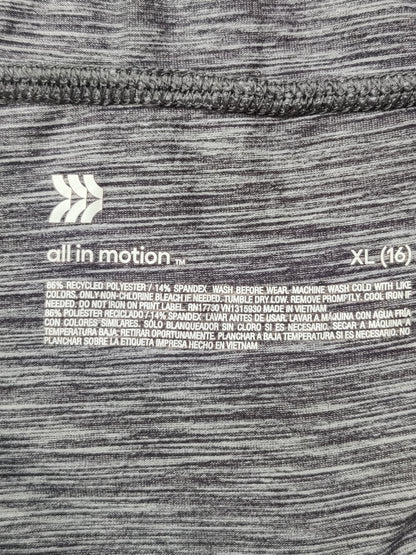 all in motion™
XL (16)
86% RECYCLED POLYESTER / 14% SPANDEX WASH BEFORE WEAR. MACHINE WASH COLD WITH LIKE
COLORS. ONLY NON-CHLORINE BLEACH IF NEEDED. TUMBLE DRY LOW. REMOVE PROMPTLY. COOL IRON IF
NEEDED. DO NOT IRON ON PRINT LABEL. RN17730 VN1315930 MADE IN VIETNAM
86% POLIÉSTER RECICLADO / 14% SPANDEX LAVAR ANTES DE USAR. LAVAR A MÁQUINA CON AGUA FRÍA
CON COLORES SIMILARES. SÓLO BLANQUEADOR SIN CLORO SI ES NECESARIO. SECAR A MÁQUINA A
TEMPERATURA BAJA. RETIRAR OPORTUNAMENTE. PLANCHAR A BAJA TEMPERATURA SI ES NECESARIO. NO
PLANCHAR SOBRE LA ETIQUETA IMPRESA HECHO EN VIETNAM